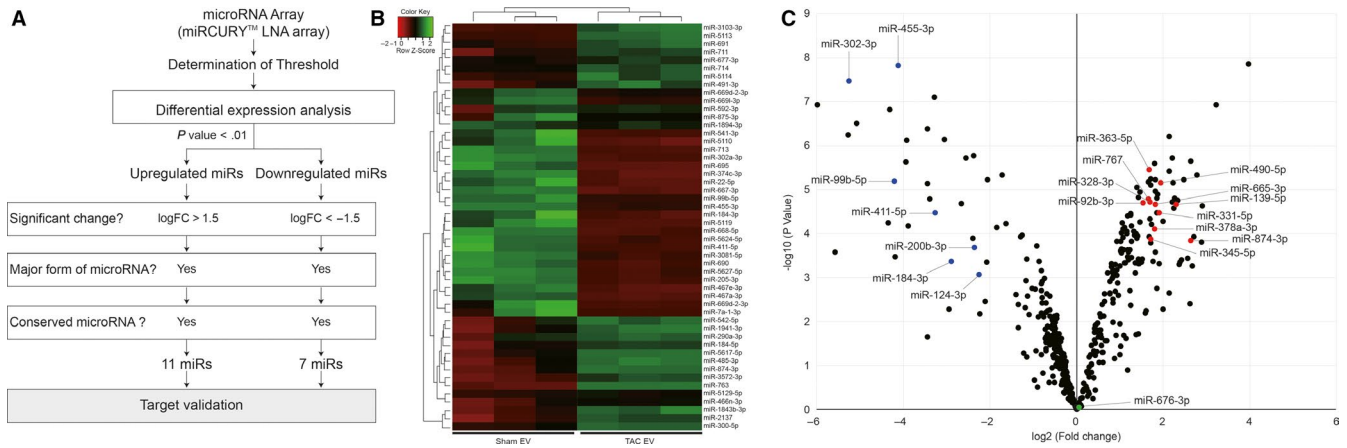 A
microRNA Array
(miRCURY™ LNA array)
Determination of Threshold
Differential expression analysis
P value < .01
Upregulated miRs
Downregulated miRs
Significant change?
logFC > 1.5
logFC < −1.5
Major form of microRNA?
Yes
Yes
Conserved microRNA ?
Yes
Yes
11 miRs
7 miRs
Target validation
B
Color Key
−2 −1 0 1 2
Row Z-Score
miR-3103-3p
miR-5113
miR-691
miR-711
miR-677-3p
miR-714
miR-5114
miR-491-3p
miR-669d-2-3p
miR-669l-3p
miR-592-3p
miR-875-3p
miR-1894-3p
miR-541-3p
miR-5110
miR-713
miR-302a-3p
miR-695
miR-374c-3p
miR-22-5p
miR-667-3p
miR-99b-5p
miR-455-3p
miR-184-3p
miR-5119
miR-668-5p
miR-5624-5p
miR-411-5p
miR-3081-5p
miR-690
miR-5627-5p
miR-205-3p
miR-467e-3p
miR-467a-3p
miR-669d-2-3p
miR-7a-1-3p
miR-542-5p
miR-1941-3p
miR-290a-3p
miR-184-5p
miR-5617-5p
miR-485-3p
miR-874-3p
miR-3572-3p
miR-763
miR-5129-5p
miR-466n-3p
miR-1843b-3p
miR-2137
miR-300-5p
Sham EV
TAC EV
C
-log10 (P Value)
9
8
7
6
5
4
3
2
1
0
−6
−4
−2
0
2
4
6
log2 (Fold change)
miR-455-3p
miR-302-3p
miR-99b-5p
miR-411-5p
miR-200b-3p
miR-184-3p
miR-124-3p
miR-363-5p
miR-767
miR-328-3p
miR-92b-3p
miR-490-5p
miR-665-3p
miR-139-5p
miR-331-5p
miR-378a-3p
miR-874-3p
miR-345-5p
miR-676-3p